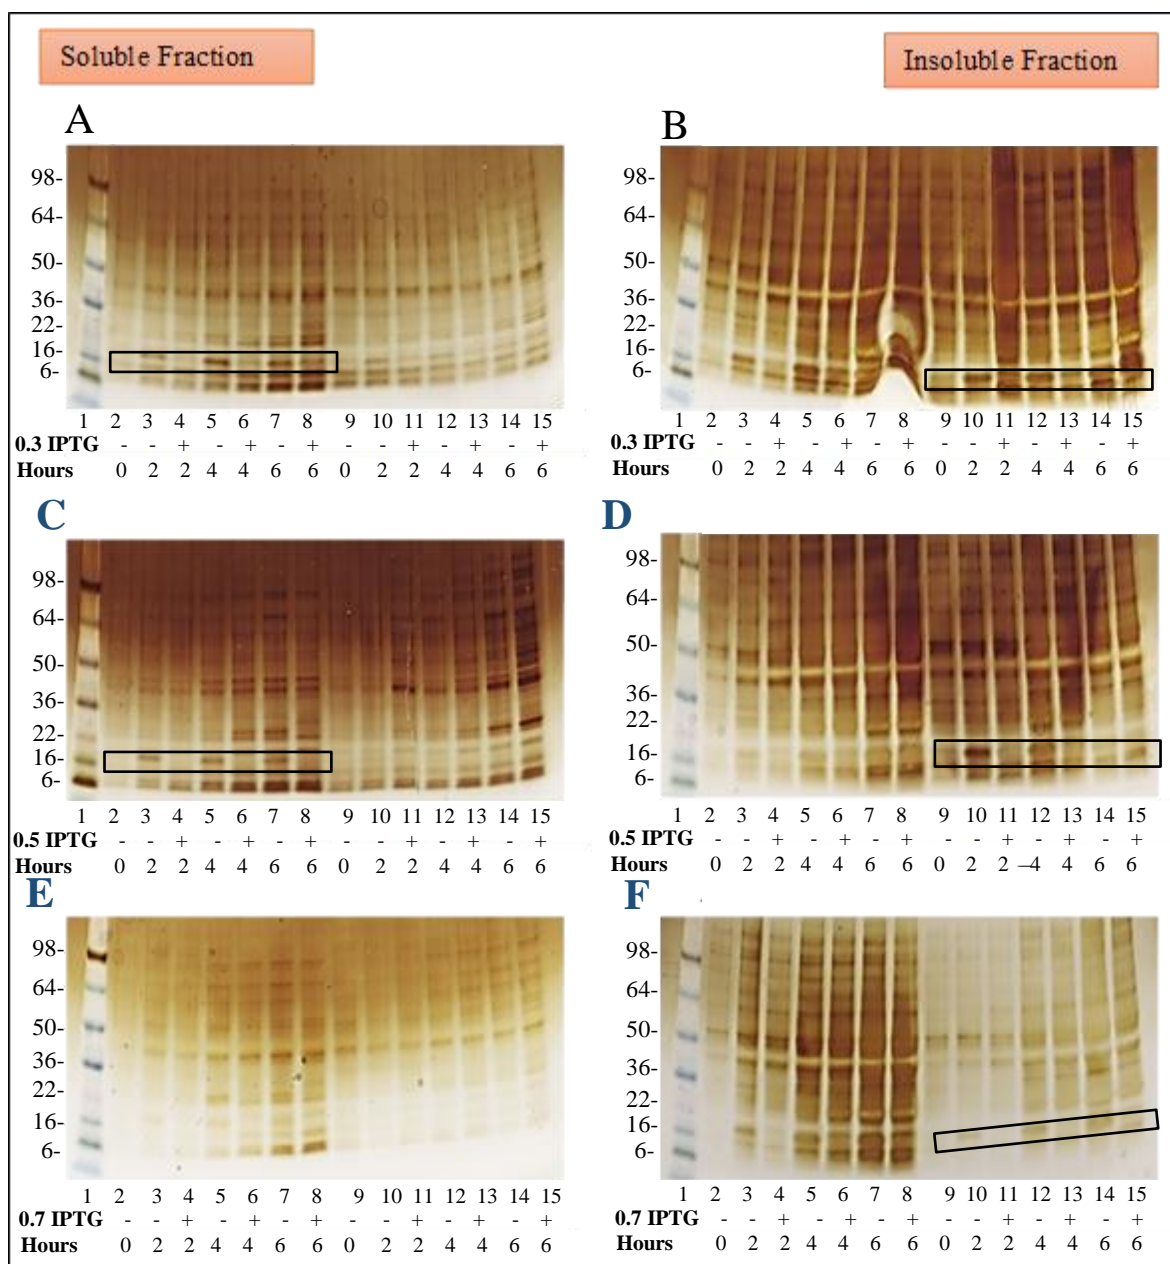 Soluble Fraction
Insoluble Fraction
A
98-
64-
50-
36-
22-
16-
6-
1 2 3 4 5 6 7 8 9 10 11 12 13 14 15
0.3 IPTG - - + - + - + - - + - + - +
Hours 0 2 2 4 4 6 6 0 2 2 4 4 6 6
B
98-
64-
50-
36-
22-
16-
6-
1 2 3 4 5 6 7 8 9 10 11 12 13 14 15
0.3 IPTG - - + - + - + - - + - + - +
Hours 0 2 2 4 4 6 6 0 2 2 4 4 6 6
C
98-
64-
50-
36-
22-
16-
6-
1 2 3 4 5 6 7 8 9 10 11 12 13 14 15
0.5 IPTG - - + - + - + - - + - + - +
Hours 0 2 2 4 4 6 6 0 2 2 4 4 6 6
D
98-
64-
50-
36-
22-
16-
6-
1 2 3 4 5 6 7 8 9 10 11 12 13 14 15
0.5 IPTG - - + - + - + - - + - + - +
Hours 0 2 2 4 4 6 6 0 2 2 –4 4 6 6
E
98-
64-
50-
36-
22-
16-
6-
1 2 3 4 5 6 7 8 9 10 11 12 13 14 15
0.7 IPTG - - + - + - + - - + - + - +
Hours 0 2 2 4 4 6 6 0 2 2 4 4 6 6
F
98-
64-
50-
36-
22-
16-
6-
1 2 3 4 5 6 7 8 9 10 11 12 13 14 15
0.7 IPTG - - + - + - + - - + - + - +
Hours 0 2 2 4 4 6 6 0 2 2 4 4 6 6